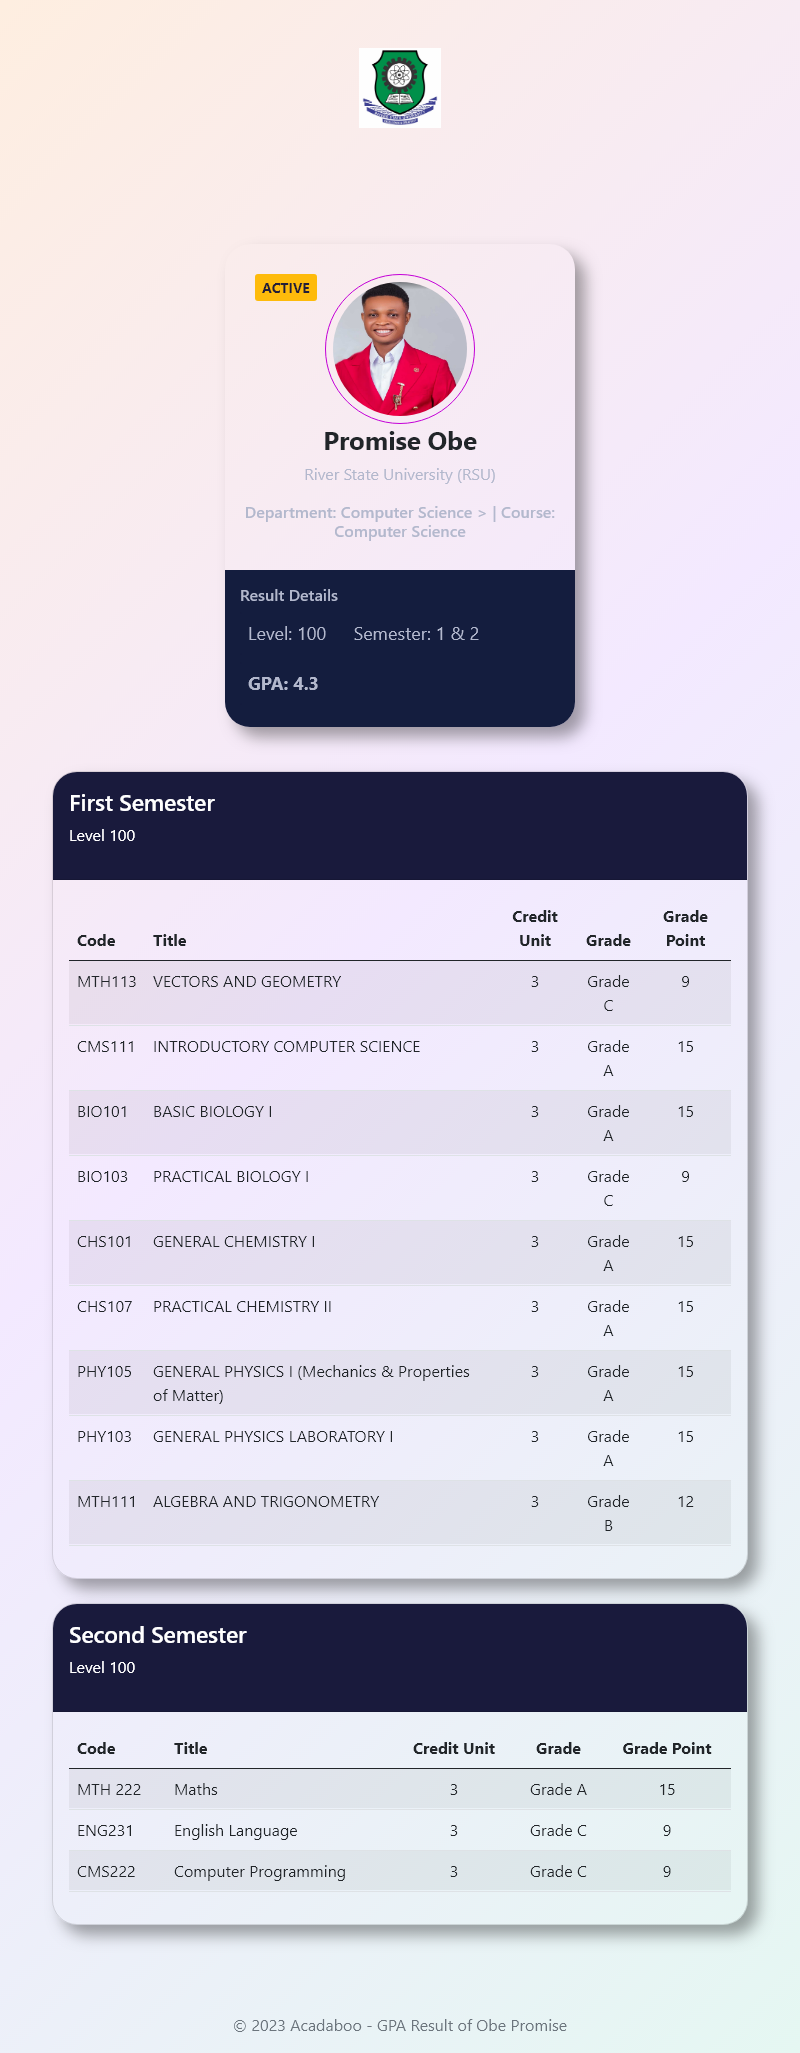 ACTIVE
Promise Obe
River State University (RSU)
Department: Computer Science > | Course:
Computer Science
Result Details
Level: 100 Semester: 1 & 2
GPA: 4.3
First Semester
Level 100
Code Title Credit Unit Grade Grade Point
MTH113 VECTORS AND GEOMETRY 3 Grade C 9
CMS111 INTRODUCTORY COMPUTER SCIENCE 3 Grade A 15
BIO101 BASIC BIOLOGY I 3 Grade A 15
BIO103 PRACTICAL BIOLOGY I 3 Grade C 9
CHS101 GENERAL CHEMISTRY I 3 Grade A 15
CHS107 PRACTICAL CHEMISTRY II 3 Grade A 15
PHY105 GENERAL PHYSICS I (Mechanics & Properties of Matter) 3 Grade A 15
PHY103 GENERAL PHYSICS LABORATORY I 3 Grade A 15
MTH111 ALGEBRA AND TRIGONOMETRY 3 Grade B 12
Second Semester
Level 100
Code Title Credit Unit Grade Grade Point
MTH 222 Maths 3 Grade A 15
ENG231 English Language 3 Grade C 9
CMS222 Computer Programming 3 Grade C 9
© 2023 Acadaboo - GPA Result of Obe Promise